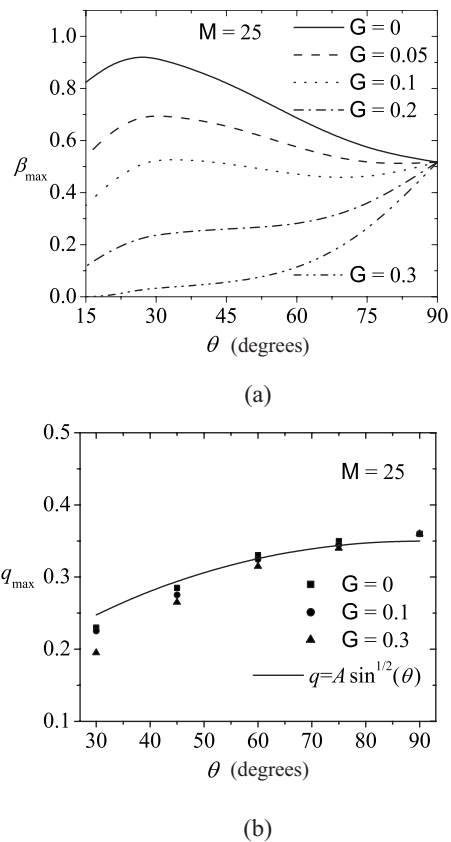 M = 25
G = 0
G = 0.05
G = 0.1
G = 0.2
G = 0.3
1.0
0.8
0.6
0.4
0.2
0.0
βmax
15 30 45 60 75 90
θ (degrees)
(a)
M = 25
0.5
0.4
0.3
0.2
0.1
qmax
G = 0
G = 0.1
G = 0.3
q=A sin^1/2(θ)
30 40 50 60 70 80 90
θ (degrees)
(b)